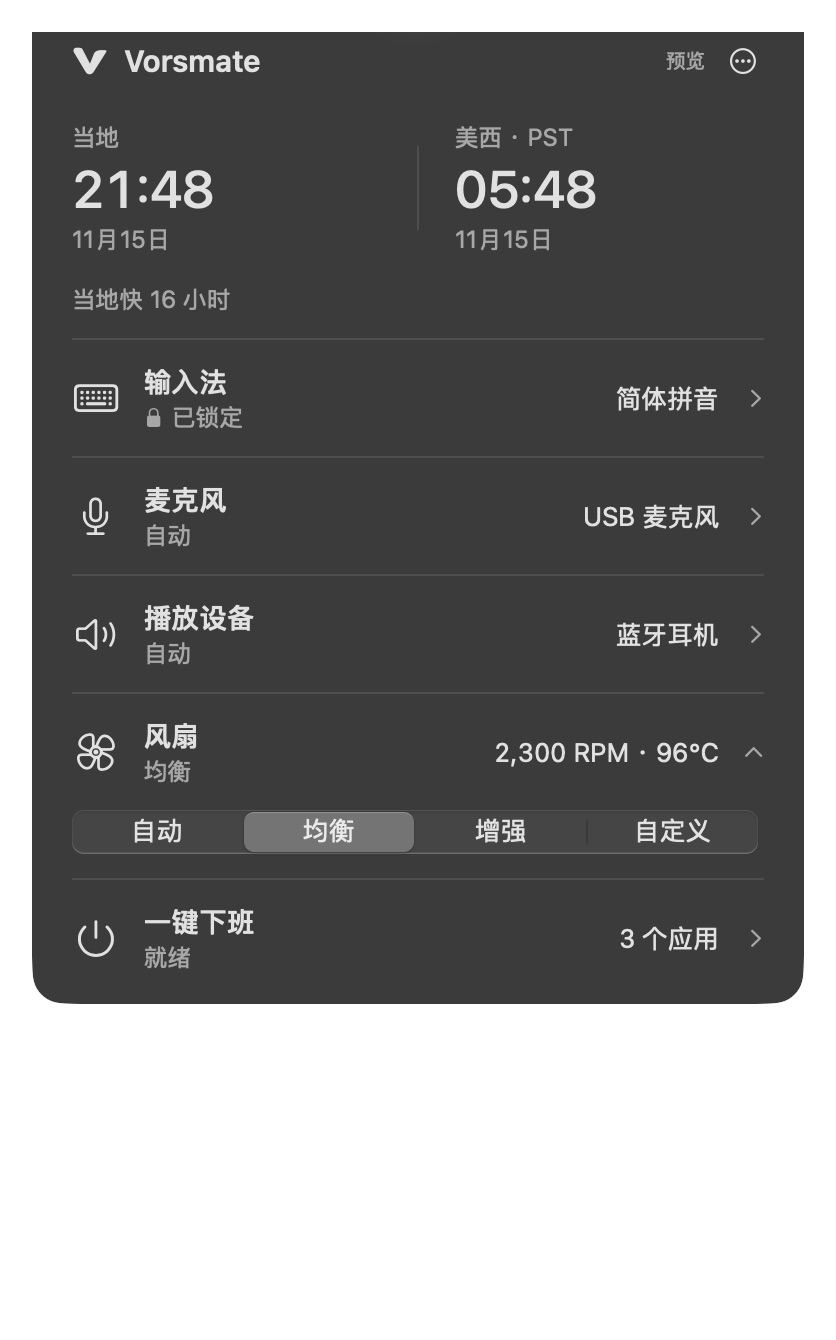 Vorsmate
预览
当地
21:48
11月15日
美西 · PST
05:48
11月15日
当地快 16 小时
输入法
已锁定
简体拼音
麦克风
自动
USB 麦克风
播放设备
自动
蓝牙耳机
风扇
均衡
2,300 RPM · 96°C
自动
均衡
增强
自定义
一键下班
就绪
3 个应用